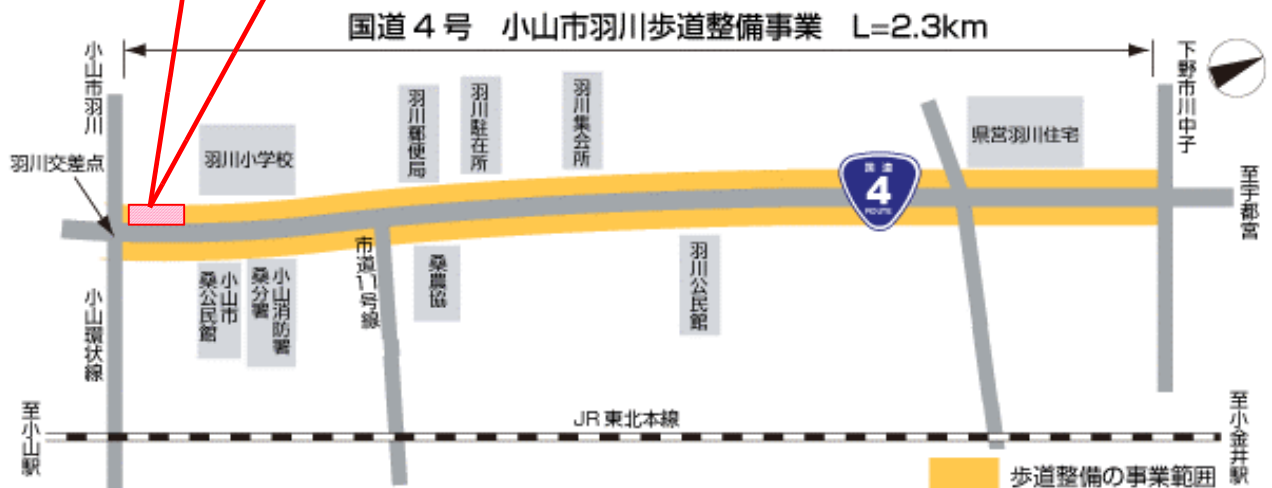 国道4号 小山市羽川歩道整備事業 L=2.3km
小山市羽川
下野市川中子
羽川交差点
羽川小学校
羽川郵便局
羽川駐在所
羽川集会所
県営羽川住宅
国道
4
ROUTE
至宇都宮
小山環状線
小山市
桑公民館
小山消防署
桑分署
市道11号線
桑農協
羽川公民館
至小山駅
JR東北本線
至小金井駅
歩道整備の事業範囲